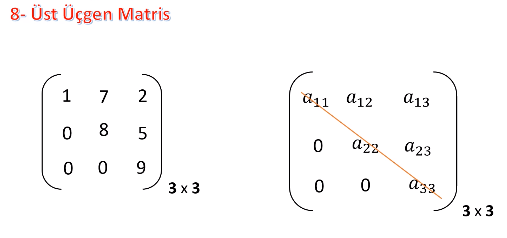 8- Üst Üçgen Matris
1 7 2
0 8 5
0 0 9
3 x 3
a₁₁ a₁₂ a₁₃
0 a₂₂ a₂₃
0 0 a₃₃
3 x 3